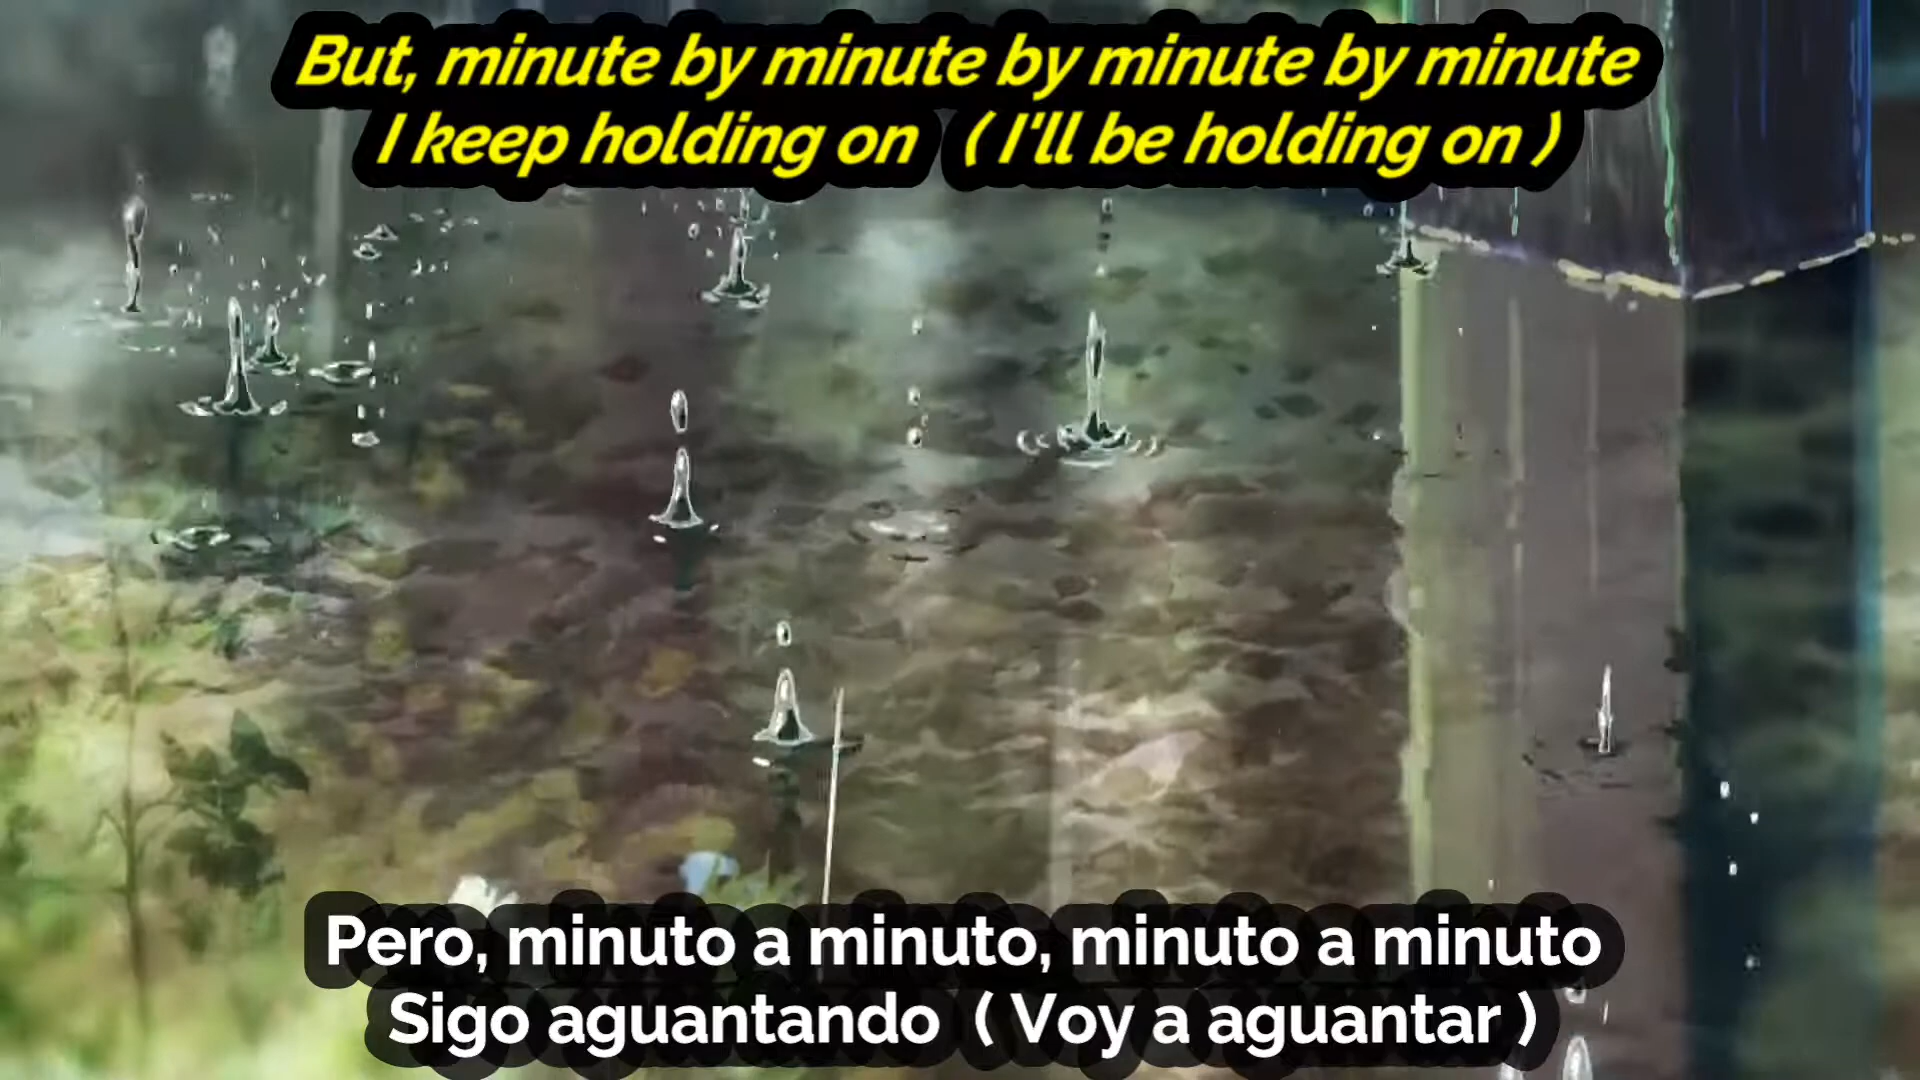 But, minute by minute by minute by minute
I keep holding on ( I'll be holding on )
Pero, minuto a minuto, minuto a minuto
Sigo aguantando ( Voy a aguantar )